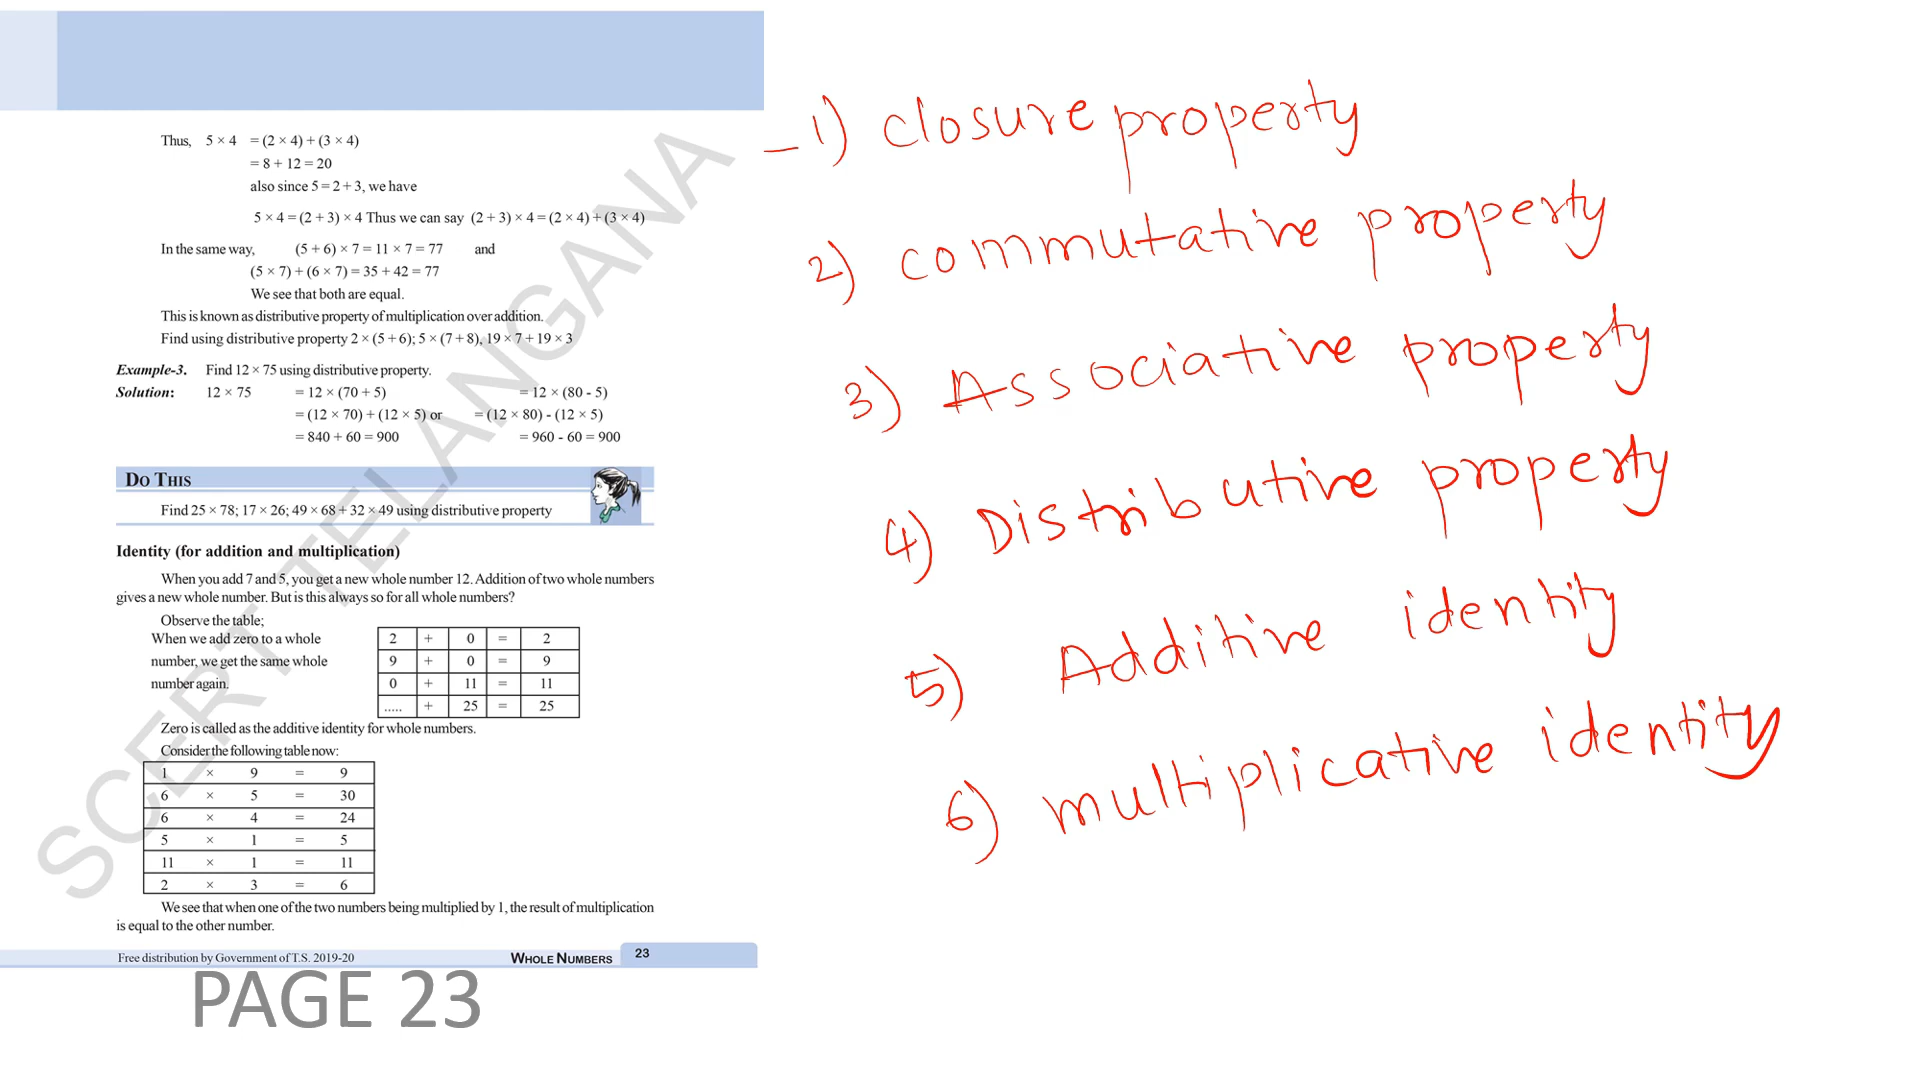 Thus, 5 × 4 = (2 × 4) + (3 × 4)
= 8 + 12 = 20
also since 5 = 2 + 3, we have
5 × 4 = (2 + 3) × 4 Thus we can say (2 + 3) × 4 = (2 × 4) + (3 × 4)
In the same way, (5 + 6) × 7 = 11 × 7 = 77 and
(5 × 7) + (6 × 7) = 35 + 42 = 77
We see that both are equal.
This is known as distributive property of multiplication over addition.
Find using distributive property 2 × (5 + 6); 5 × (7 + 8), 19 × 7 + 19 × 3
Example-3. Find 12 × 75 using distributive property.
Solution: 12 × 75 = 12 × (70 + 5) = 12 × (80 - 5)
= (12 × 70) + (12 × 5) or = (12 × 80) - (12 × 5)
= 840 + 60 = 900 = 960 - 60 = 900
DO THIS
Find 25 × 78; 17 × 26; 49 × 68 + 32 × 49 using distributive property
Identity (for addition and multiplication)
When you add 7 and 5, you get a new whole number 12. Addition of two whole numbers
gives a new whole number. But is this always so for all whole numbers?
Observe the table;
When we add zero to a whole
number, we get the same whole
number again.
2 + 0 = 2
9 + 0 = 9
0 + 11 = 11
..... + 25 = 25
Zero is called as the additive identity for whole numbers.
Consider the following table now:
1 × 9 = 9
6 × 5 = 30
6 × 4 = 24
5 × 1 = 5
11 × 1 = 11
2 × 3 = 6
We see that when one of the two numbers being multiplied by 1, the result of multiplication
is equal to the other number.
Free distribution by Government of T.S. 2019-20 WHOLE NUMBERS 23
SCERT TELANGANA
PAGE 23
1) closure property
2) commutative property
3) Associative property
4) Distributive property
5) Additive identity
6) multiplicative identity